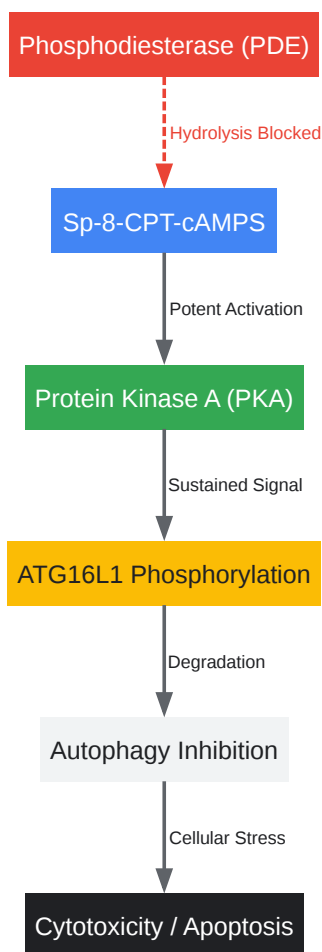 Phosphodiesterase (PDE)
Hydrolysis Blocked
Sp-8-CPT-cAMPS
Potent Activation
Protein Kinase A (PKA)
Sustained Signal
ATG16L1 Phosphorylation
Degradation
Autophagy Inhibition
Cellular Stress
Cytotoxicity / Apoptosis